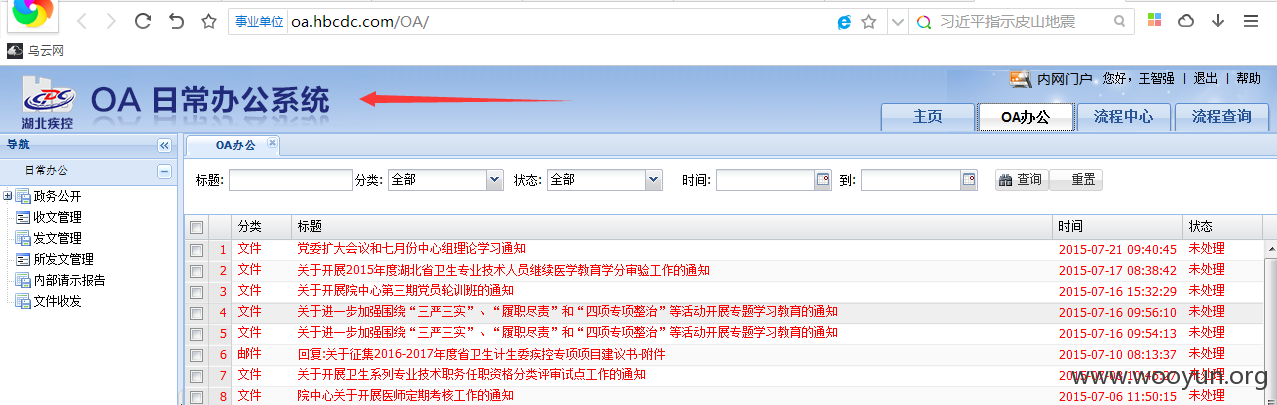 事业单位 oa.hbcdc.com/OA/ 习近平指示皮山地震
乌云网
内网门户 您好，王智强 | 退出 | 帮助
CDC
湖北疾控
OA 日常办公系统
主页 OA办公 流程中心 流程查询
导航 OA办公
日常办公
标题: 分类: 全部 状态: 全部 时间: 到: 查询 重置
政务公开
收文管理
发文管理
所发文管理
内部请示报告
文件收发
分类 标题 时间 状态
1 文件 党委扩大会议和七月份中心组理论学习通知 2015-07-21 09:40:45 未处理
2 文件 关于开展2015年度湖北省卫生专业技术人员继续医学教育学分审验工作的通知 2015-07-17 08:38:42 未处理
3 文件 关于开展院中心第三期党员轮训班的通知 2015-07-16 15:32:29 未处理
4 文件 关于进一步加强围绕“三严三实”、“履职尽责”和“四项专项整治”等活动开展专题学习教育的通知 2015-07-16 09:56:10 未处理
5 文件 关于进一步加强围绕“三严三实”、“履职尽责”和“四项专项整治”等活动开展专题学习教育的通知 2015-07-16 09:54:13 未处理
6 邮件 回复:关于征集2016-2017年度省卫生计生委疾控专项项目建议书-附件 2015-07-10 08:13:37 未处理
7 文件 关于开展卫生系列专业技术职务任职资格分类评审试点工作的通知 未处理
8 文件 院中心关于开展医师定期考核工作的通知 2015-07-06 11:50:15 未处理
www.wooyun.org